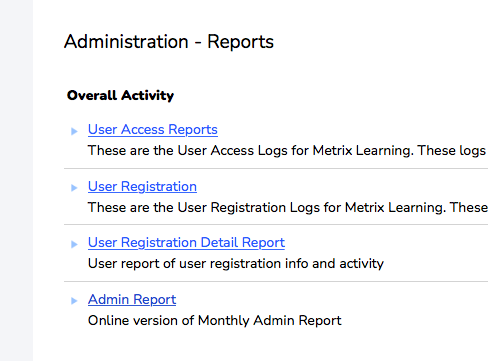 Administration - Reports
Overall Activity
User Access Reports
These are the User Access Logs for Metrix Learning. These logs
User Registration
These are the User Registration Logs for Metrix Learning. These
User Registration Detail Report
User report of user registration info and activity
Admin Report
Online version of Monthly Admin Report